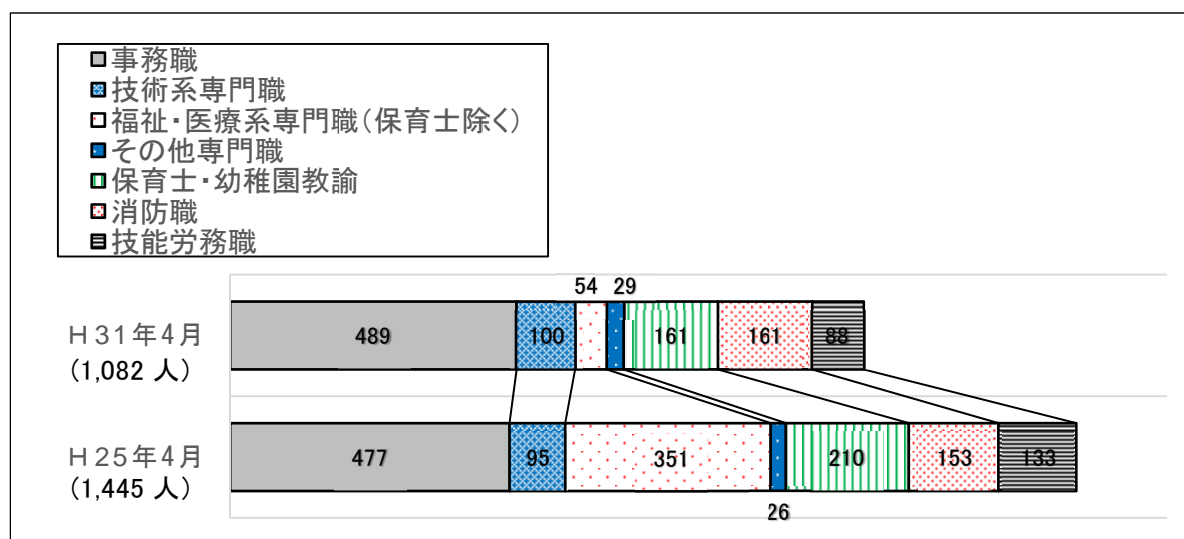 事務職
技術系専門職
福祉・医療系専門職(保育士除く)
その他専門職
保育士・幼稚園教諭
消防職
技能労務職
54 29
H31年4月
(1,082 人)
489 100 161 161 88
H25年4月
(1,445 人)
477 95 351 210 153 133
26